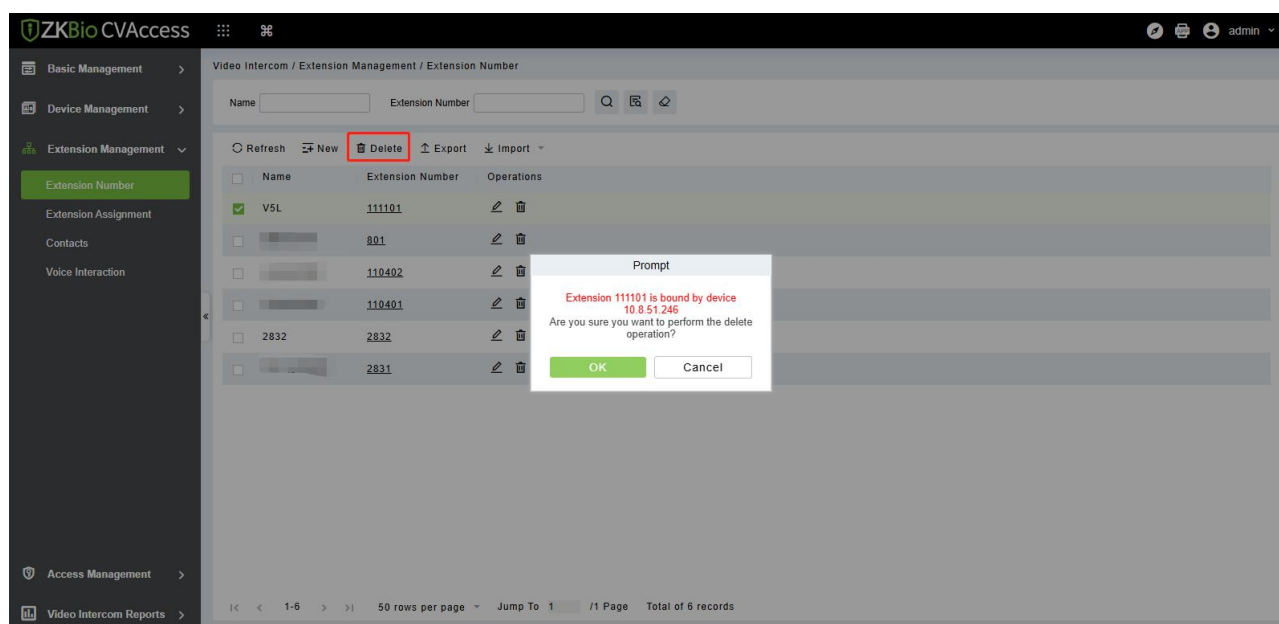 ZKBio CVAccess
admin
Basic Management
Device Management
Extension Management
Extension Number
Extension Assignment
Contacts
Voice Interaction
Access Management
Video Intercom Reports
Video Intercom / Extension Management / Extension Number
Name Extension Number
Refresh New Delete Export Import
Name Extension Number Operations
V5L 111101
801
110402
110401
2832 2832
2831
Prompt
Extension 111101 is bound by device
10.8.51.246
Are you sure you want to perform the delete
operation?
OK Cancel
1-6 50 rows per page Jump To 1 /1 Page Total of 6 records